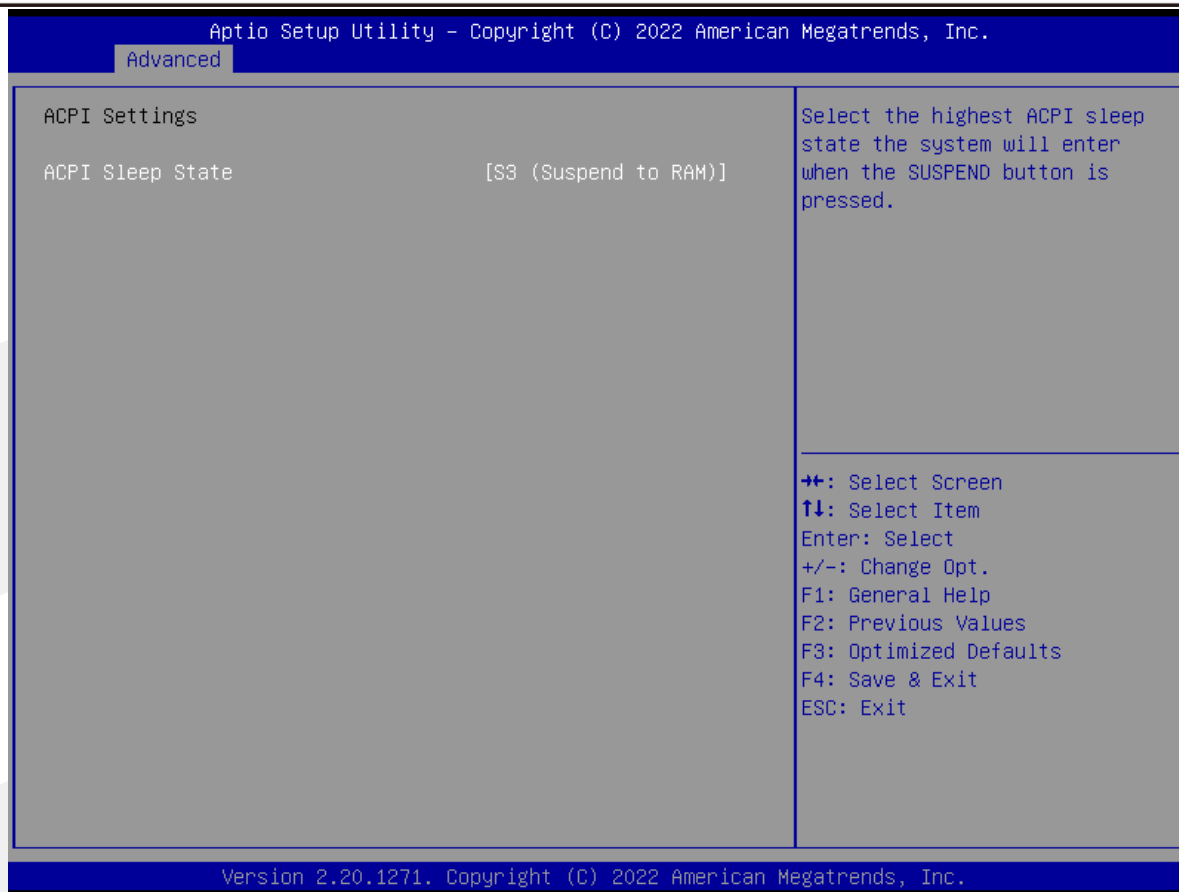 Aptio Setup Utility – Copyright (C) 2022 American Megatrends, Inc.
Advanced
ACPI Settings
ACPI Sleep State [S3 (Suspend to RAM)]
Select the highest ACPI sleep
state the system will enter
when the SUSPEND button is
pressed.
→←: Select Screen
↑↓: Select Item
Enter: Select
+/-: Change Opt.
F1: General Help
F2: Previous Values
F3: Optimized Defaults
F4: Save & Exit
ESC: Exit
Version 2.20.1271. Copyright (C) 2022 American Megatrends, Inc.